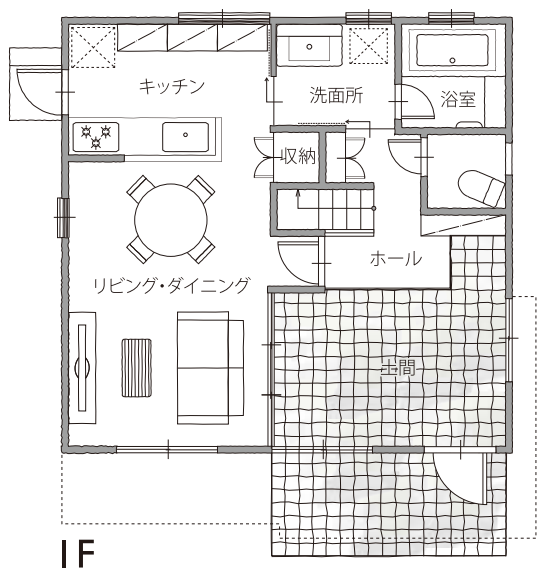 キッチン
洗面所
浴室
収納
ホール
リビング・ダイニング
土間
1F